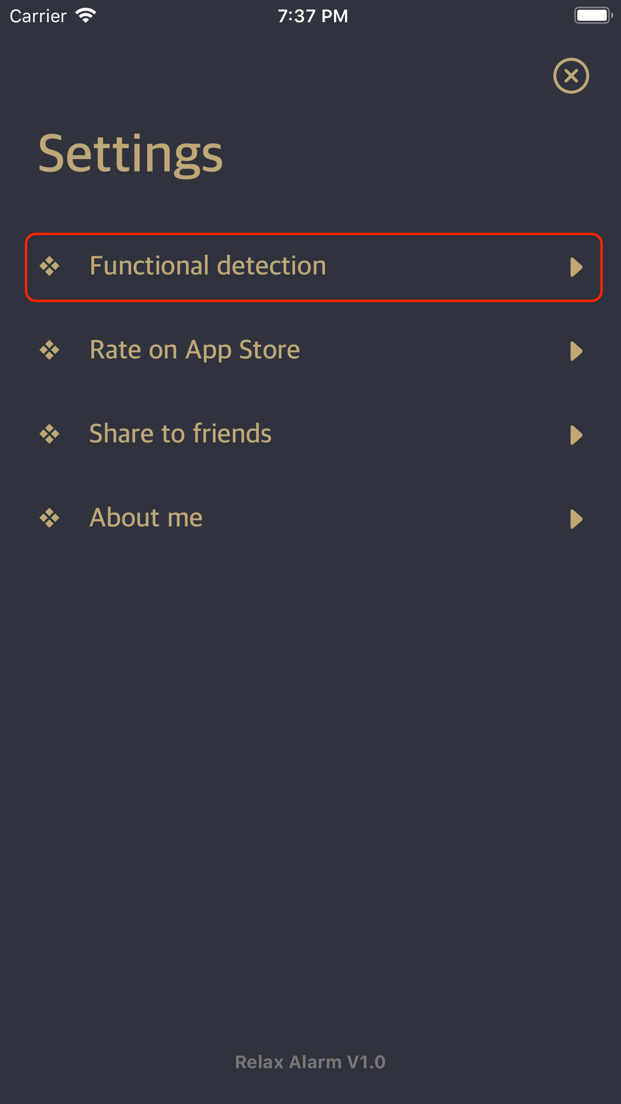 Carrier 7:37 PM
Settings
Functional detection
Rate on App Store
Share to friends
About me
Relax Alarm V1.0